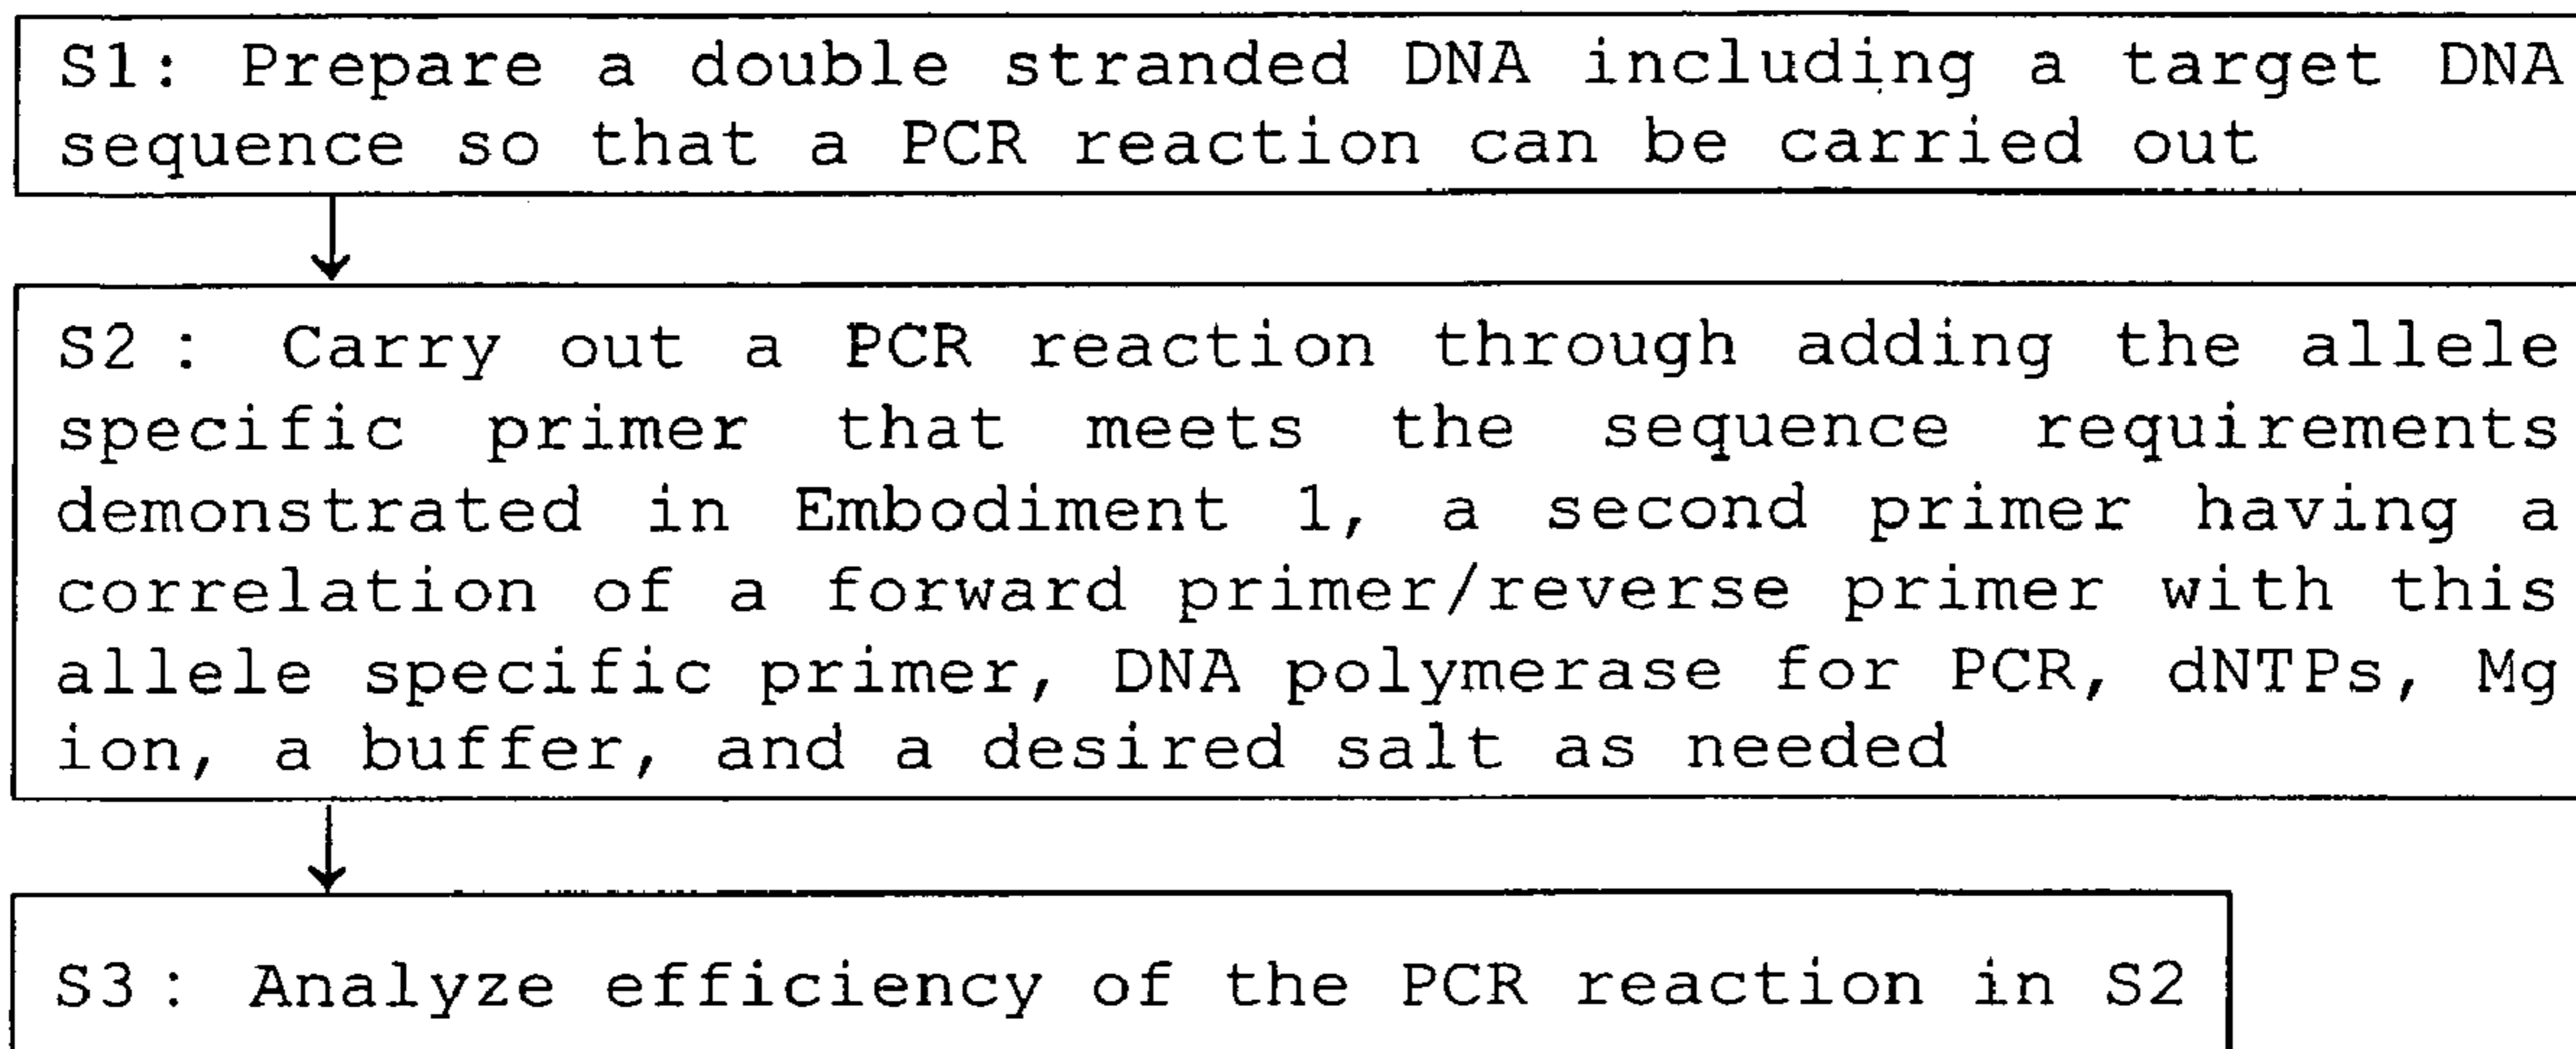 S1: Prepare a double stranded DNA including a target DNA
sequence so that a PCR reaction can be carried out
S2 : Carry out a PCR reaction through adding the allele
specific primer that meets the sequence requirements
demonstrated in Embodiment 1, a second primer having a
correlation of a forward primer/reverse primer with this
allele specific primer, DNA polymerase for PCR, dNTPs, Mg
ion, a buffer, and a desired salt as needed
S3 : Analyze efficiency of the PCR reaction in S2